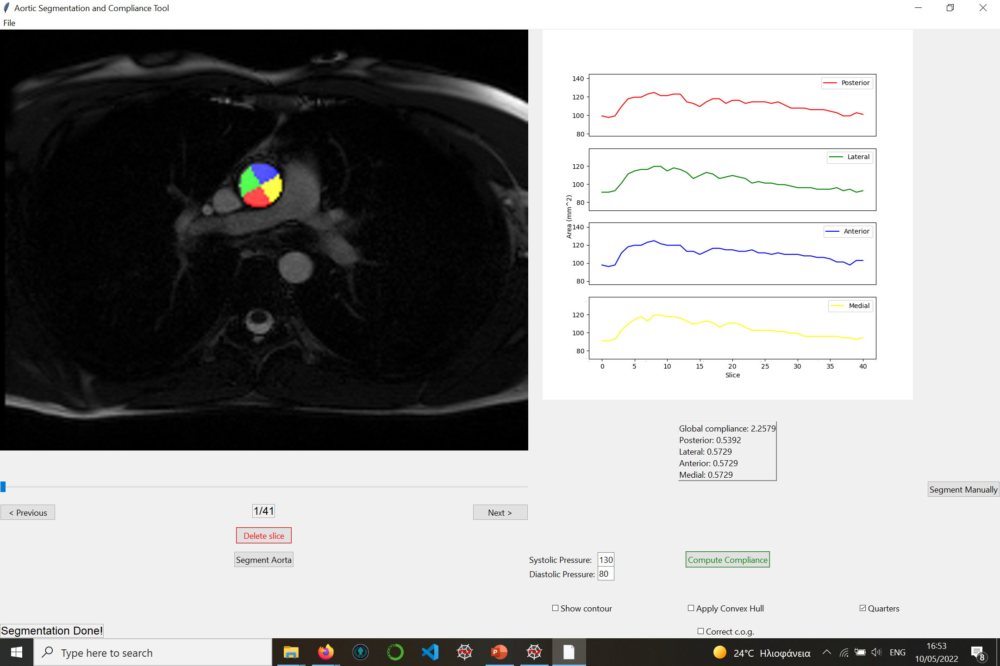 Aortic Segmentation and Compliance Tool
File
140
120
100
80
Posterior
120
100
80
Lateral
Area (mm^2)
140
120
100
80
Anterior
120
100
80
Medial
0 5 10 15 20 25 30 35 40
Slice
Global compliance: 2.2579
Posterior: 0.5392
Lateral: 0.5729
Anterior: 0.5729
Medial: 0.5729
Segment Manually
< Previous
1/41
Next >
Delete slice
Segment Aorta
Systolic Pressure: 130
Diastolic Pressure: 80
Compute Compliance
Show contour
Apply Convex Hull
Quarters
Correct c.o.g.
Segmentation Done!
Type here to search
P
24°C Ηλιοφάνεια
ENG
16:53
10/05/2022
8